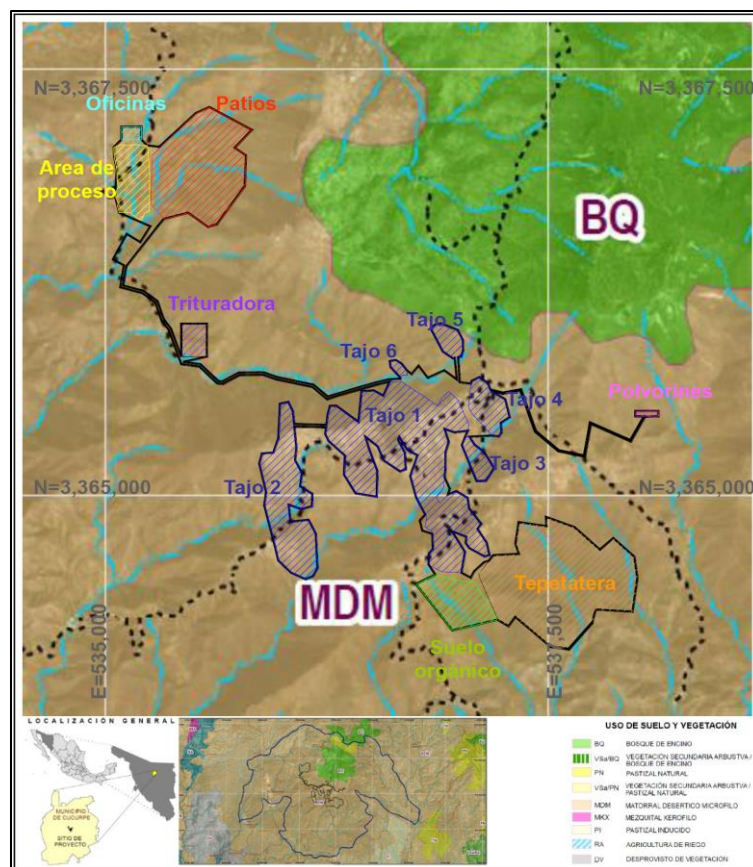 N=3,367,500
N=3,367,500
Oficinas
Patios
Area de
proceso
BQ
Trituradora
Tajo 5
Tajo 6
Polvorines
Tajo 1
Tajo 4
Tajo 3
Tajo 2
N=3,365,000
N=3,365,000
MDM
Tepetatera
Suelo
orgánico
E=535,000
E=537,500
LOCALIZACIÓN GENERAL
MUNICIPIO
DE CUCURPE
SITIO DE
PROYECTO
USO DE SUELO Y VEGETACIÓN
BQ BOSQUE DE ENCINO
VSa/BQ VEGETACION SECUNDARIA ARBUSTIVA /
BOSQUE DE ENCINO
PN PASTIZAL NATURAL
VSa/PN VEGETACIÓN SECUNDARIA ARBUSTIVA /
PASTIZAL NATURAL
MDM MATORRAL DESERTICO MICROFILO
MKX MEZQUITAL XEROFILO
PI PASTIZAL INDUCIDO
RA AGRICULTURA DE RIEGO
DV DESPROVISTO DE VEGETACIÓN